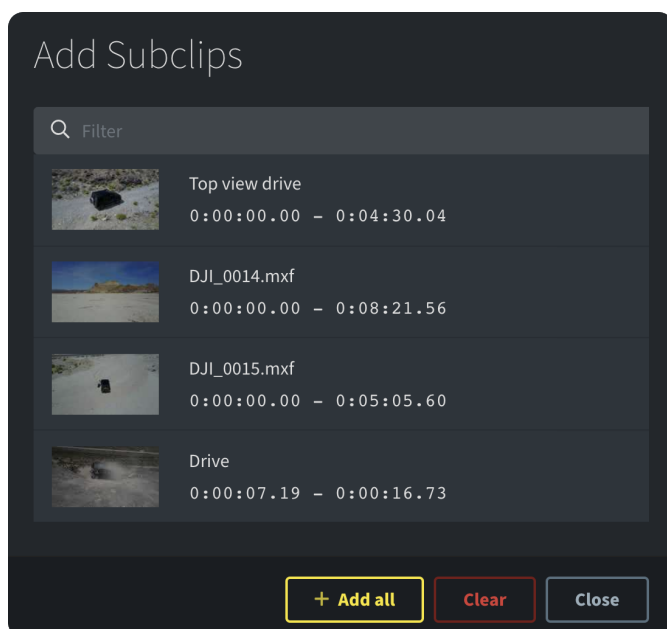 Add Subclips
Filter
Top view drive
0:00:00.00 – 0:04:30.04
DJI_0014.mxf
0:00:00.00 – 0:08:21.56
DJI_0015.mxf
0:00:00.00 – 0:05:05.60
Drive
0:00:07.19 – 0:00:16.73
+ Add all Clear Close